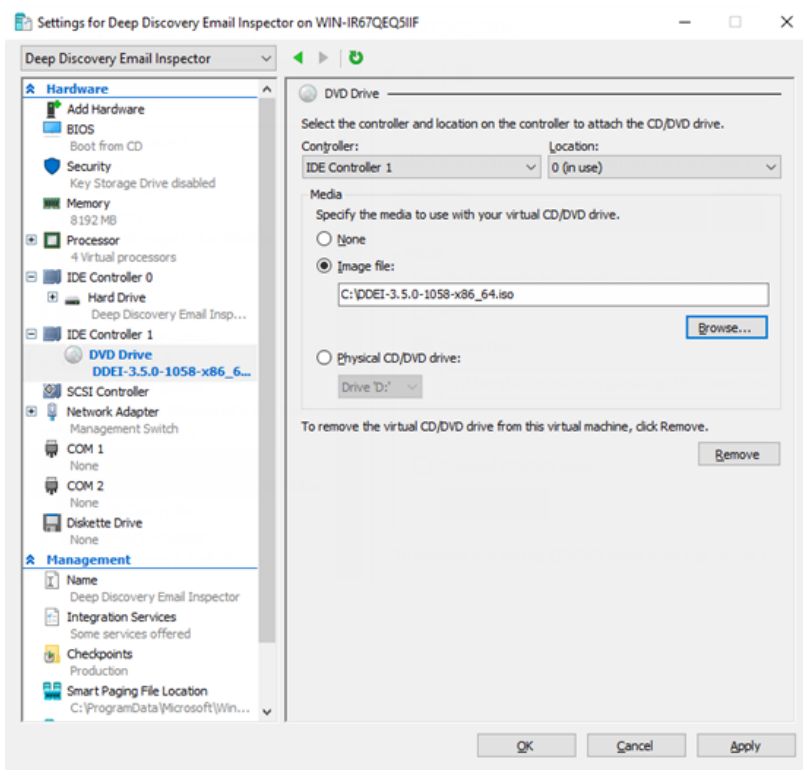 Settings for Deep Discovery Email Inspector on WIN-IR67QEQ5IIF
Deep Discovery Email Inspector
Hardware
Add Hardware
BIOS
Boot from CD
Security
Key Storage Drive disabled
Memory
8192 MB
Processor
4 Virtual processors
IDE Controller 0
Hard Drive
Deep Discovery Email Insp...
IDE Controller 1
DVD Drive
DDEI-3.5.0-1058-x86_6...
SCSI Controller
Network Adapter
Management Switch
COM 1
None
COM 2
None
Diskette Drive
None
Management
Name
Deep Discovery Email Inspector
Integration Services
Some services offered
Checkpoints
Production
Smart Paging File Location
C:\ProgramData\Microsoft\Win...
DVD Drive
Select the controller and location on the controller to attach the CD/DVD drive.
Controller: Location:
IDE Controller 1 0 (in use)
Media
Specify the media to use with your virtual CD/DVD drive.
None
Image file:
C:\DDEI-3.5.0-1058-x86_64.iso
Browse...
Physical CD/DVD drive:
Drive 'D:'
To remove the virtual CD/DVD drive from this virtual machine, click Remove.
Remove
OK Cancel Apply